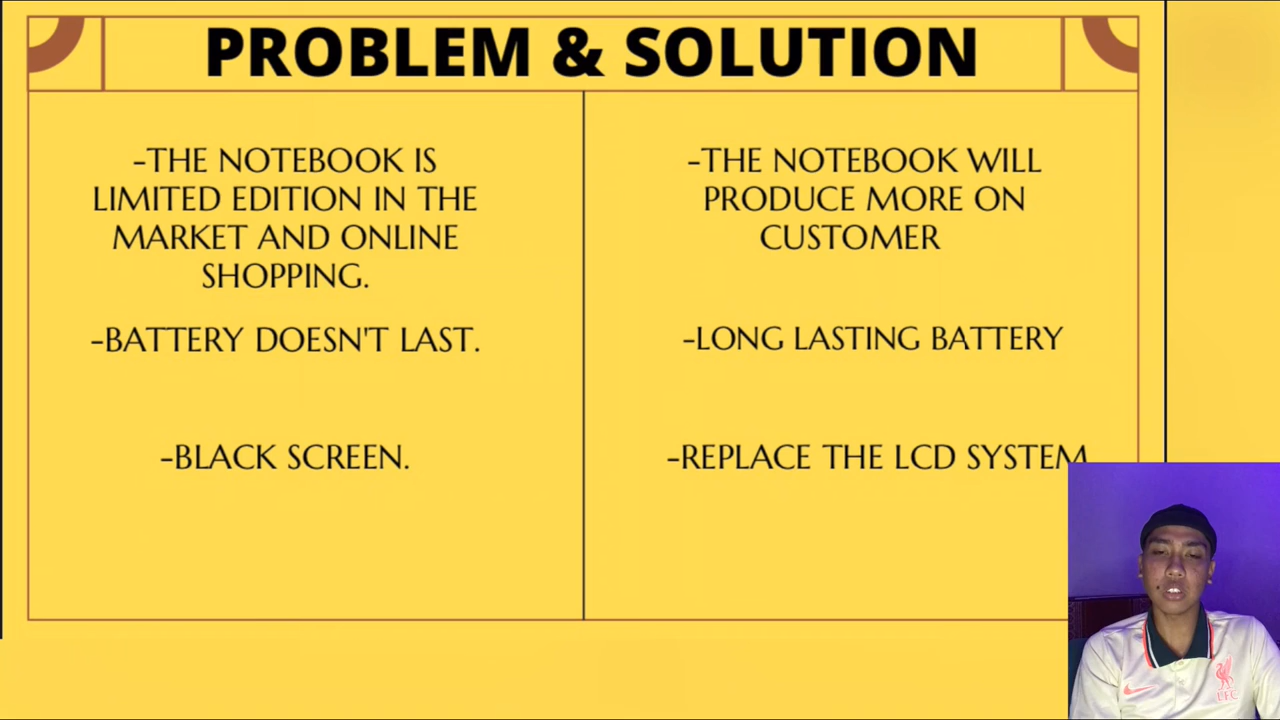 PROBLEM & SOLUTION
-THE NOTEBOOK IS
LIMITED EDITION IN THE
MARKET AND ONLINE
SHOPPING.
-BATTERY DOESN'T LAST.
-BLACK SCREEN.
-THE NOTEBOOK WILL
PRODUCE MORE ON
CUSTOMER
-LONG LASTING BATTERY
-REPLACE THE LCD SYSTEM
LFC